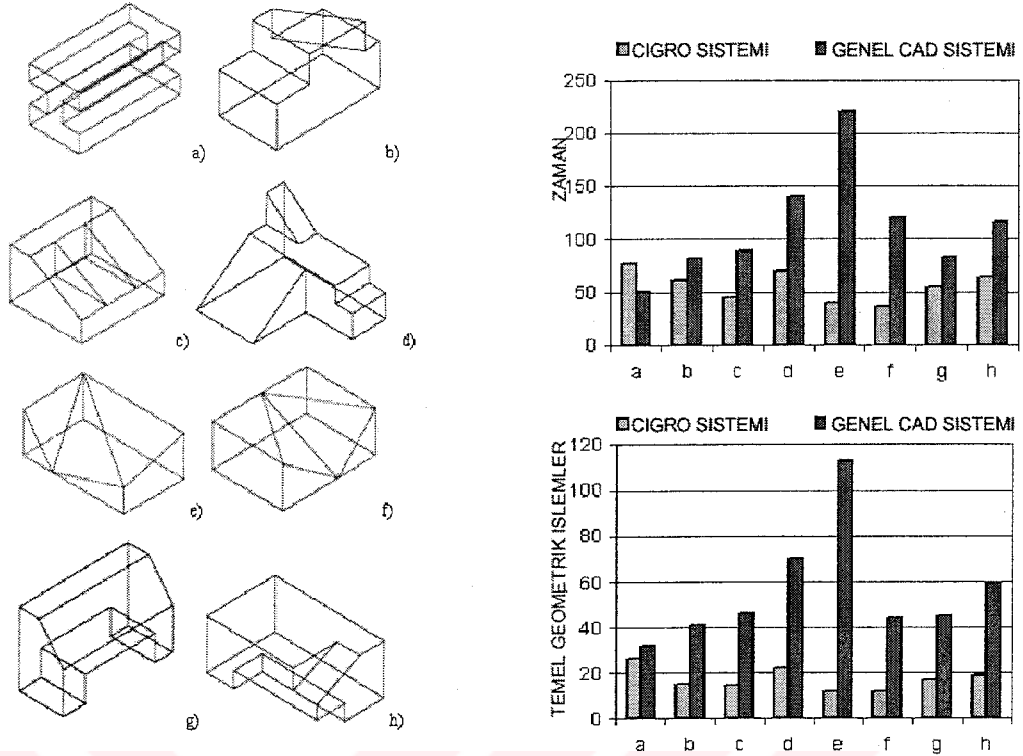 a)
b)
c)
d)
e)
f)
g)
h)
CIGRO SISTEMI GENEL CAD SISTEMI
ZAMAN
250
200
150
100
50
0
a b c d e f g h
CIGRO SISTEMI GENEL CAD SISTEMI
TEMEL GEOMETRIK ISLEMLER
120
100
80
60
40
20
0
a b c d e f g h